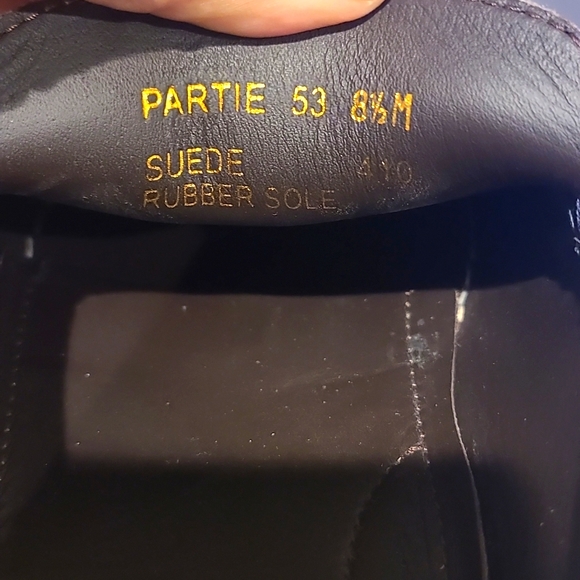 PARTIE 53 8½M
SUEDE 410
RUBBER SOLE